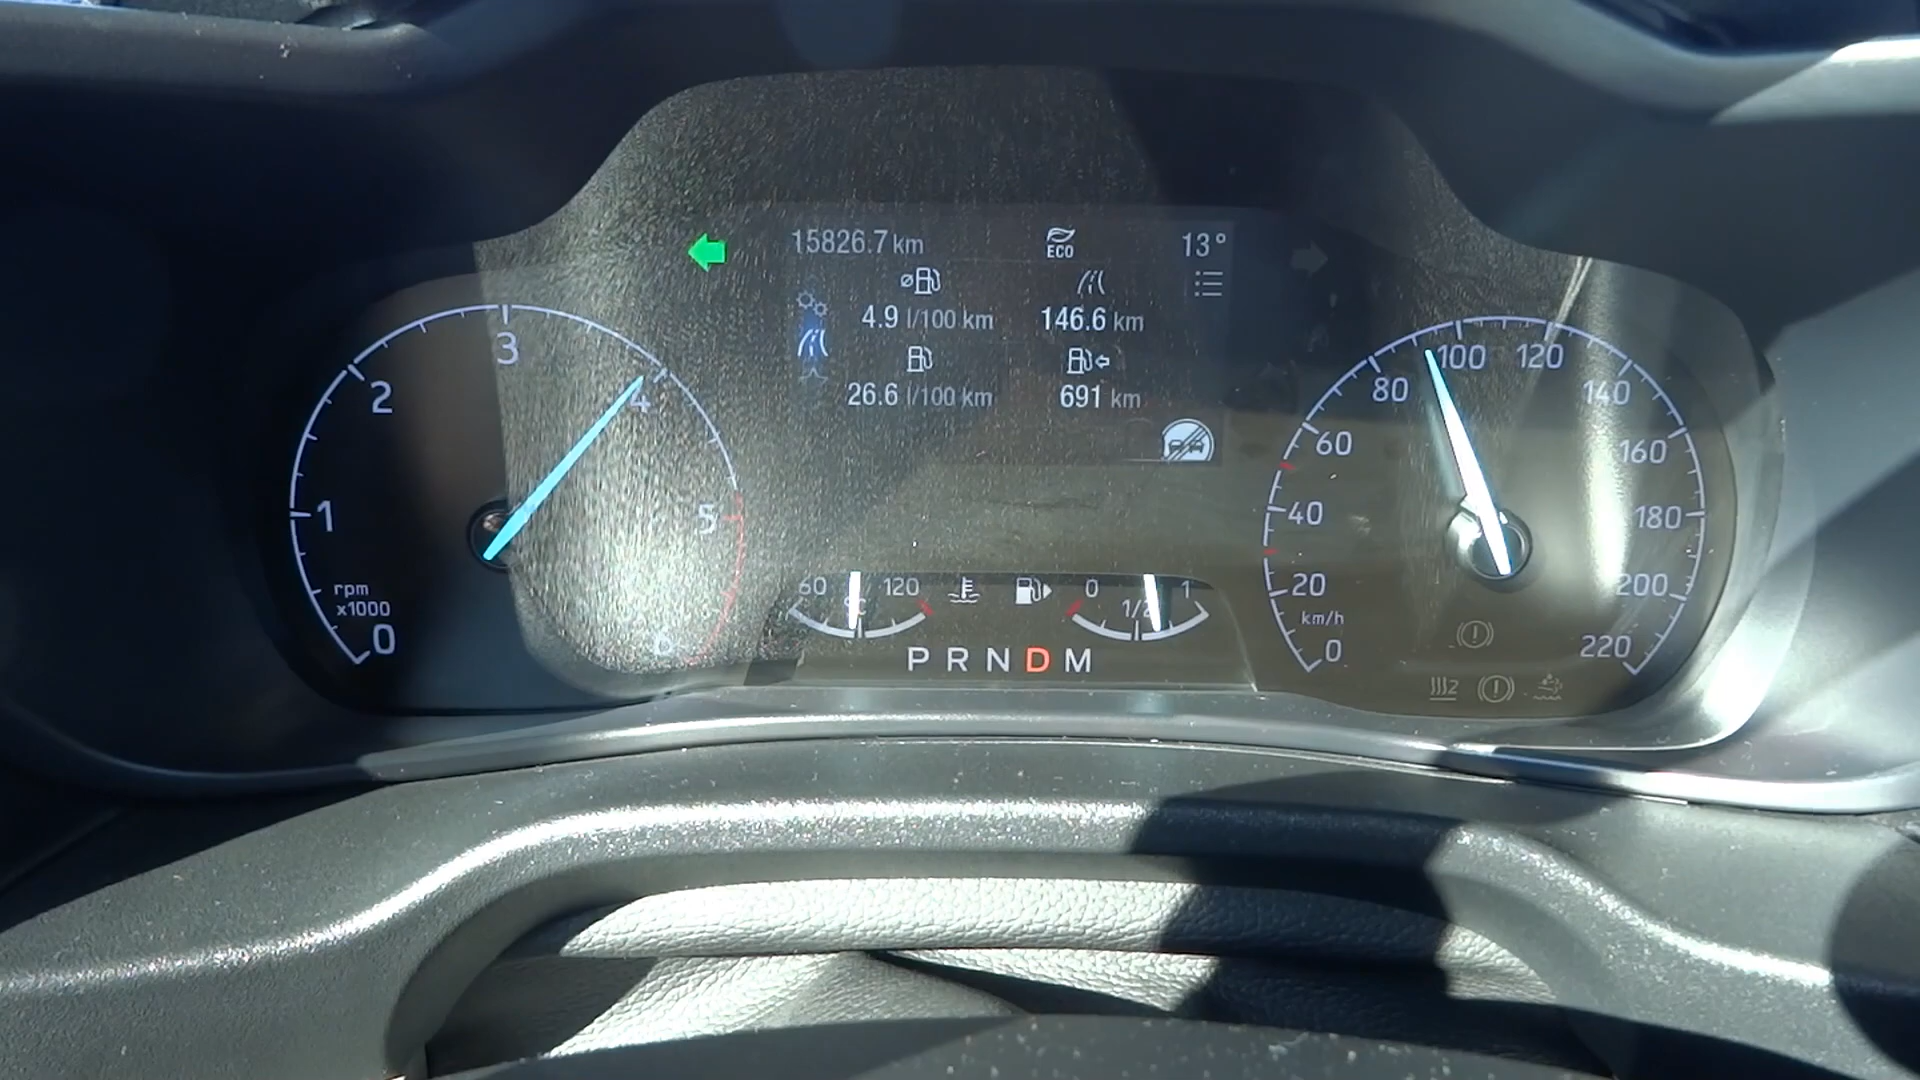 15826.7 km ECO 13°
4.9 l/100 km 146.6 km
26.6 l/100 km 691 km
0 1 2 3 4 5 6
rpm
x1000
60 120 0 1/2 1
°C
P R N D M
0 20 40 60 80 100 120 140 160 180 200 220
km/h
2